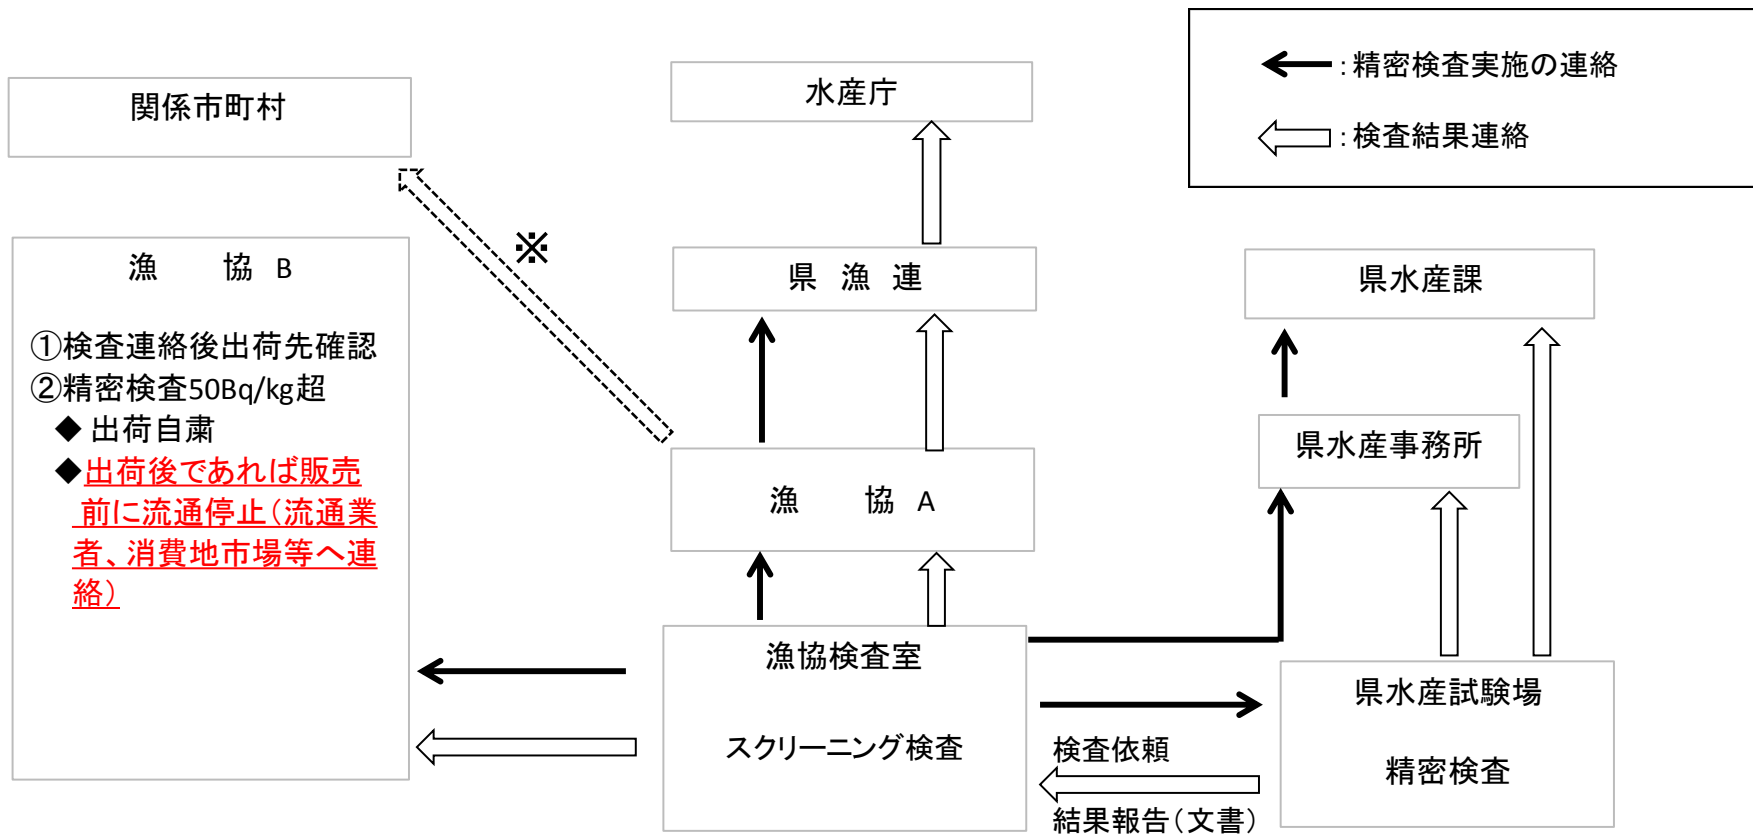 関係市町村
水産庁
：精密検査実施の連絡
：検査結果連絡
※
漁　　協 B
①検査連絡後出荷先確認
②精密検査50Bq/kg超
◆ 出荷自粛
◆出荷後であれば販売
前に流通停止（流通業
者、消費地市場等へ連
絡）
県 漁 連
県水産課
漁　　協 A
県水産事務所
漁協検査室
スクリーニング検査
検査依頼
結果報告（文書）
県水産試験場
精密検査